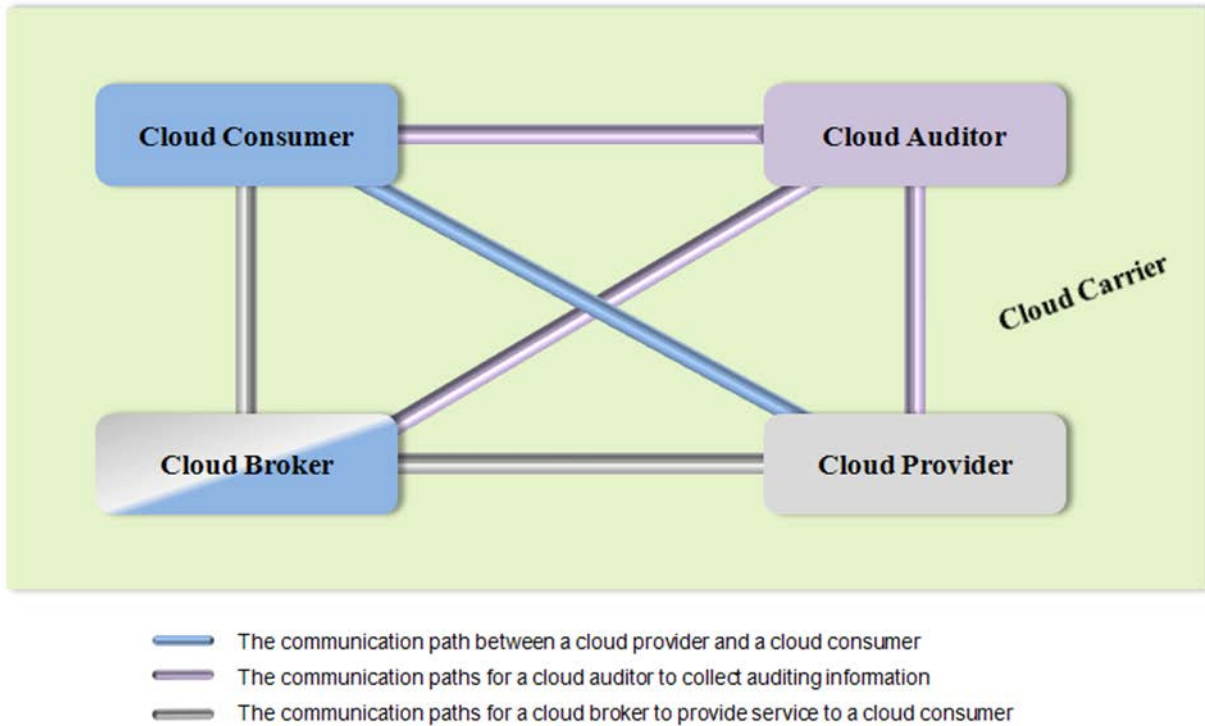 Cloud Consumer
Cloud Auditor
Cloud Carrier
Cloud Broker
Cloud Provider
The communication path between a cloud provider and a cloud consumer
The communication paths for a cloud auditor to collect auditing information
The communication paths for a cloud broker to provide service to a cloud consumer